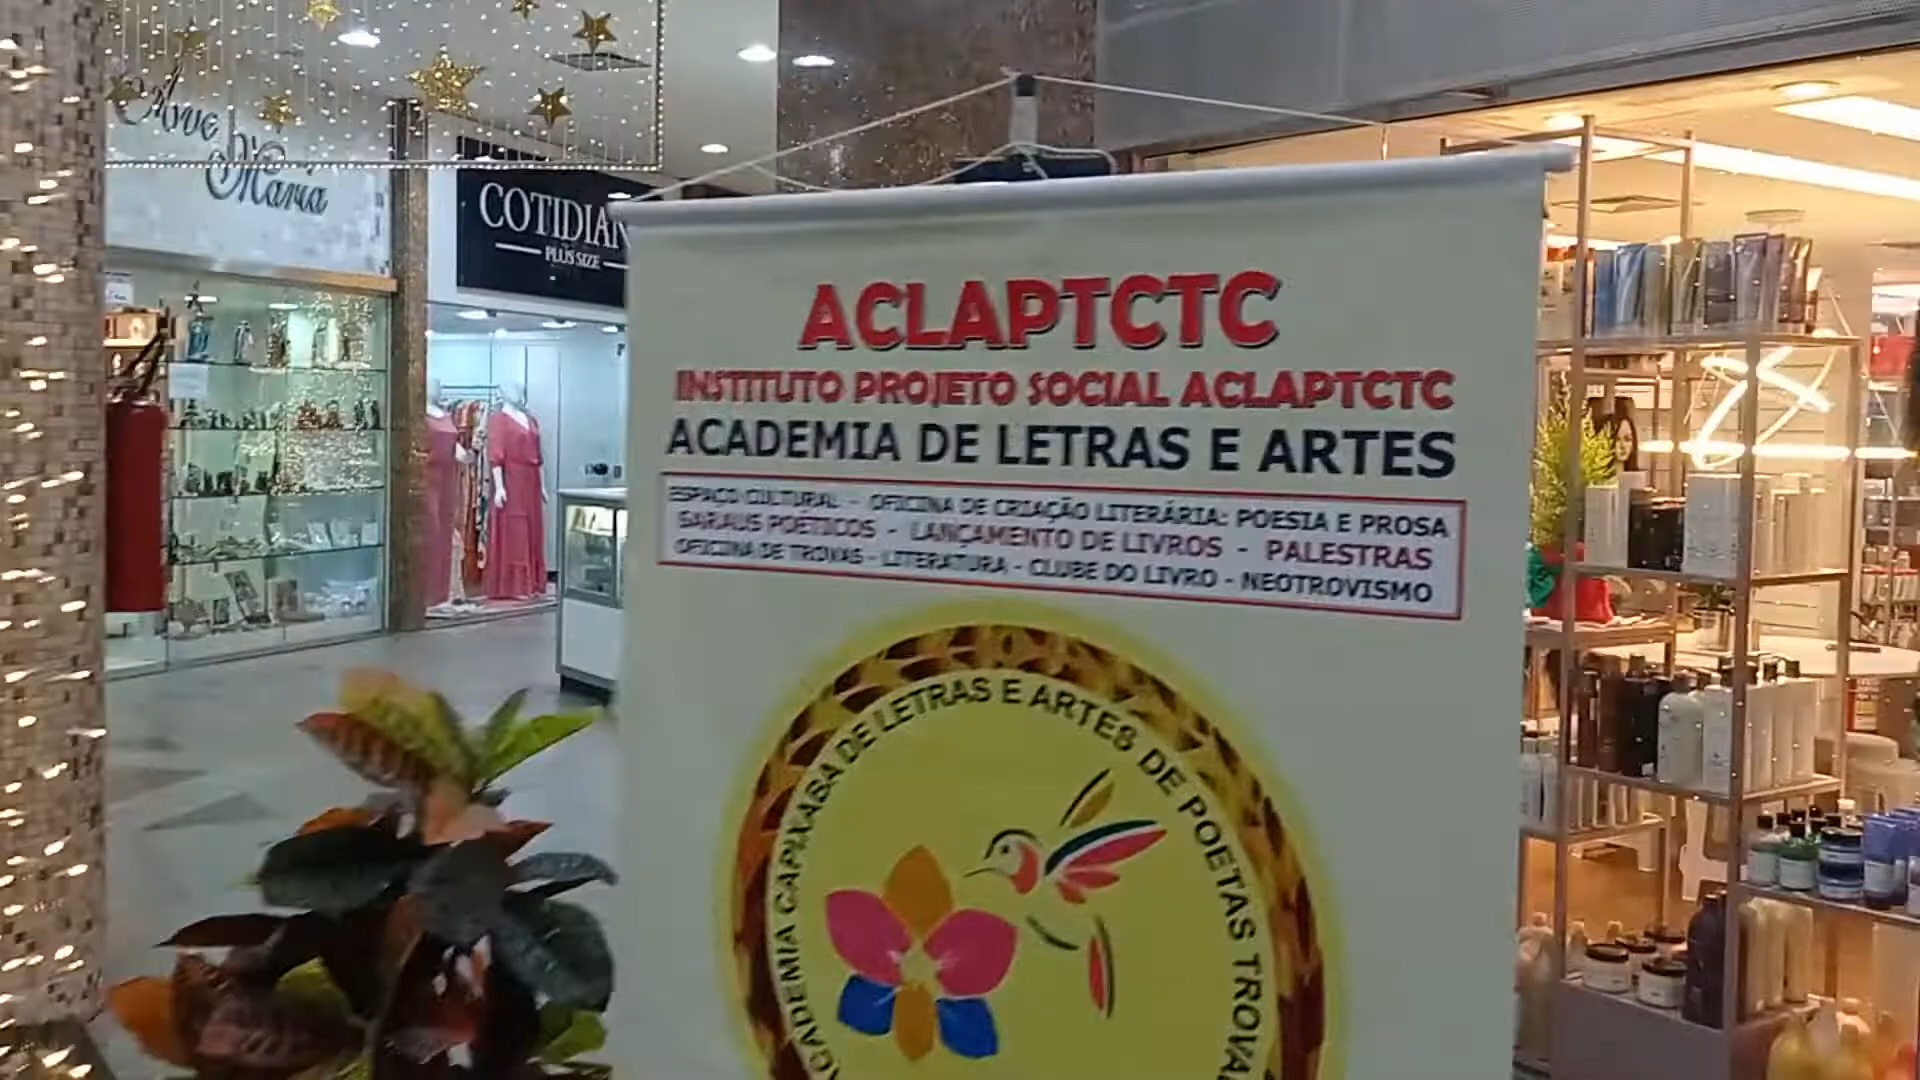 Ave
Maria
COTIDIAN
PLUS SIZE
ACLAPTCTC
INSTITUTO PROJETO SOCIAL ACLAPTCTC
ACADEMIA DE LETRAS E ARTES
ESPAÇO CULTURAL - OFICINA DE CRIAÇÃO LITERÁRIA: POESIA E PROSA
SARAUS POÉTICOS - LANÇAMENTO DE LIVROS - PALESTRAS
OFICINA DE TROVAS - LITERATURA - CLUBE DO LIVRO - NEOTROVISMO
ACADEMIA CAPIXABA DE LETRAS E ARTES DE POETAS TROVA